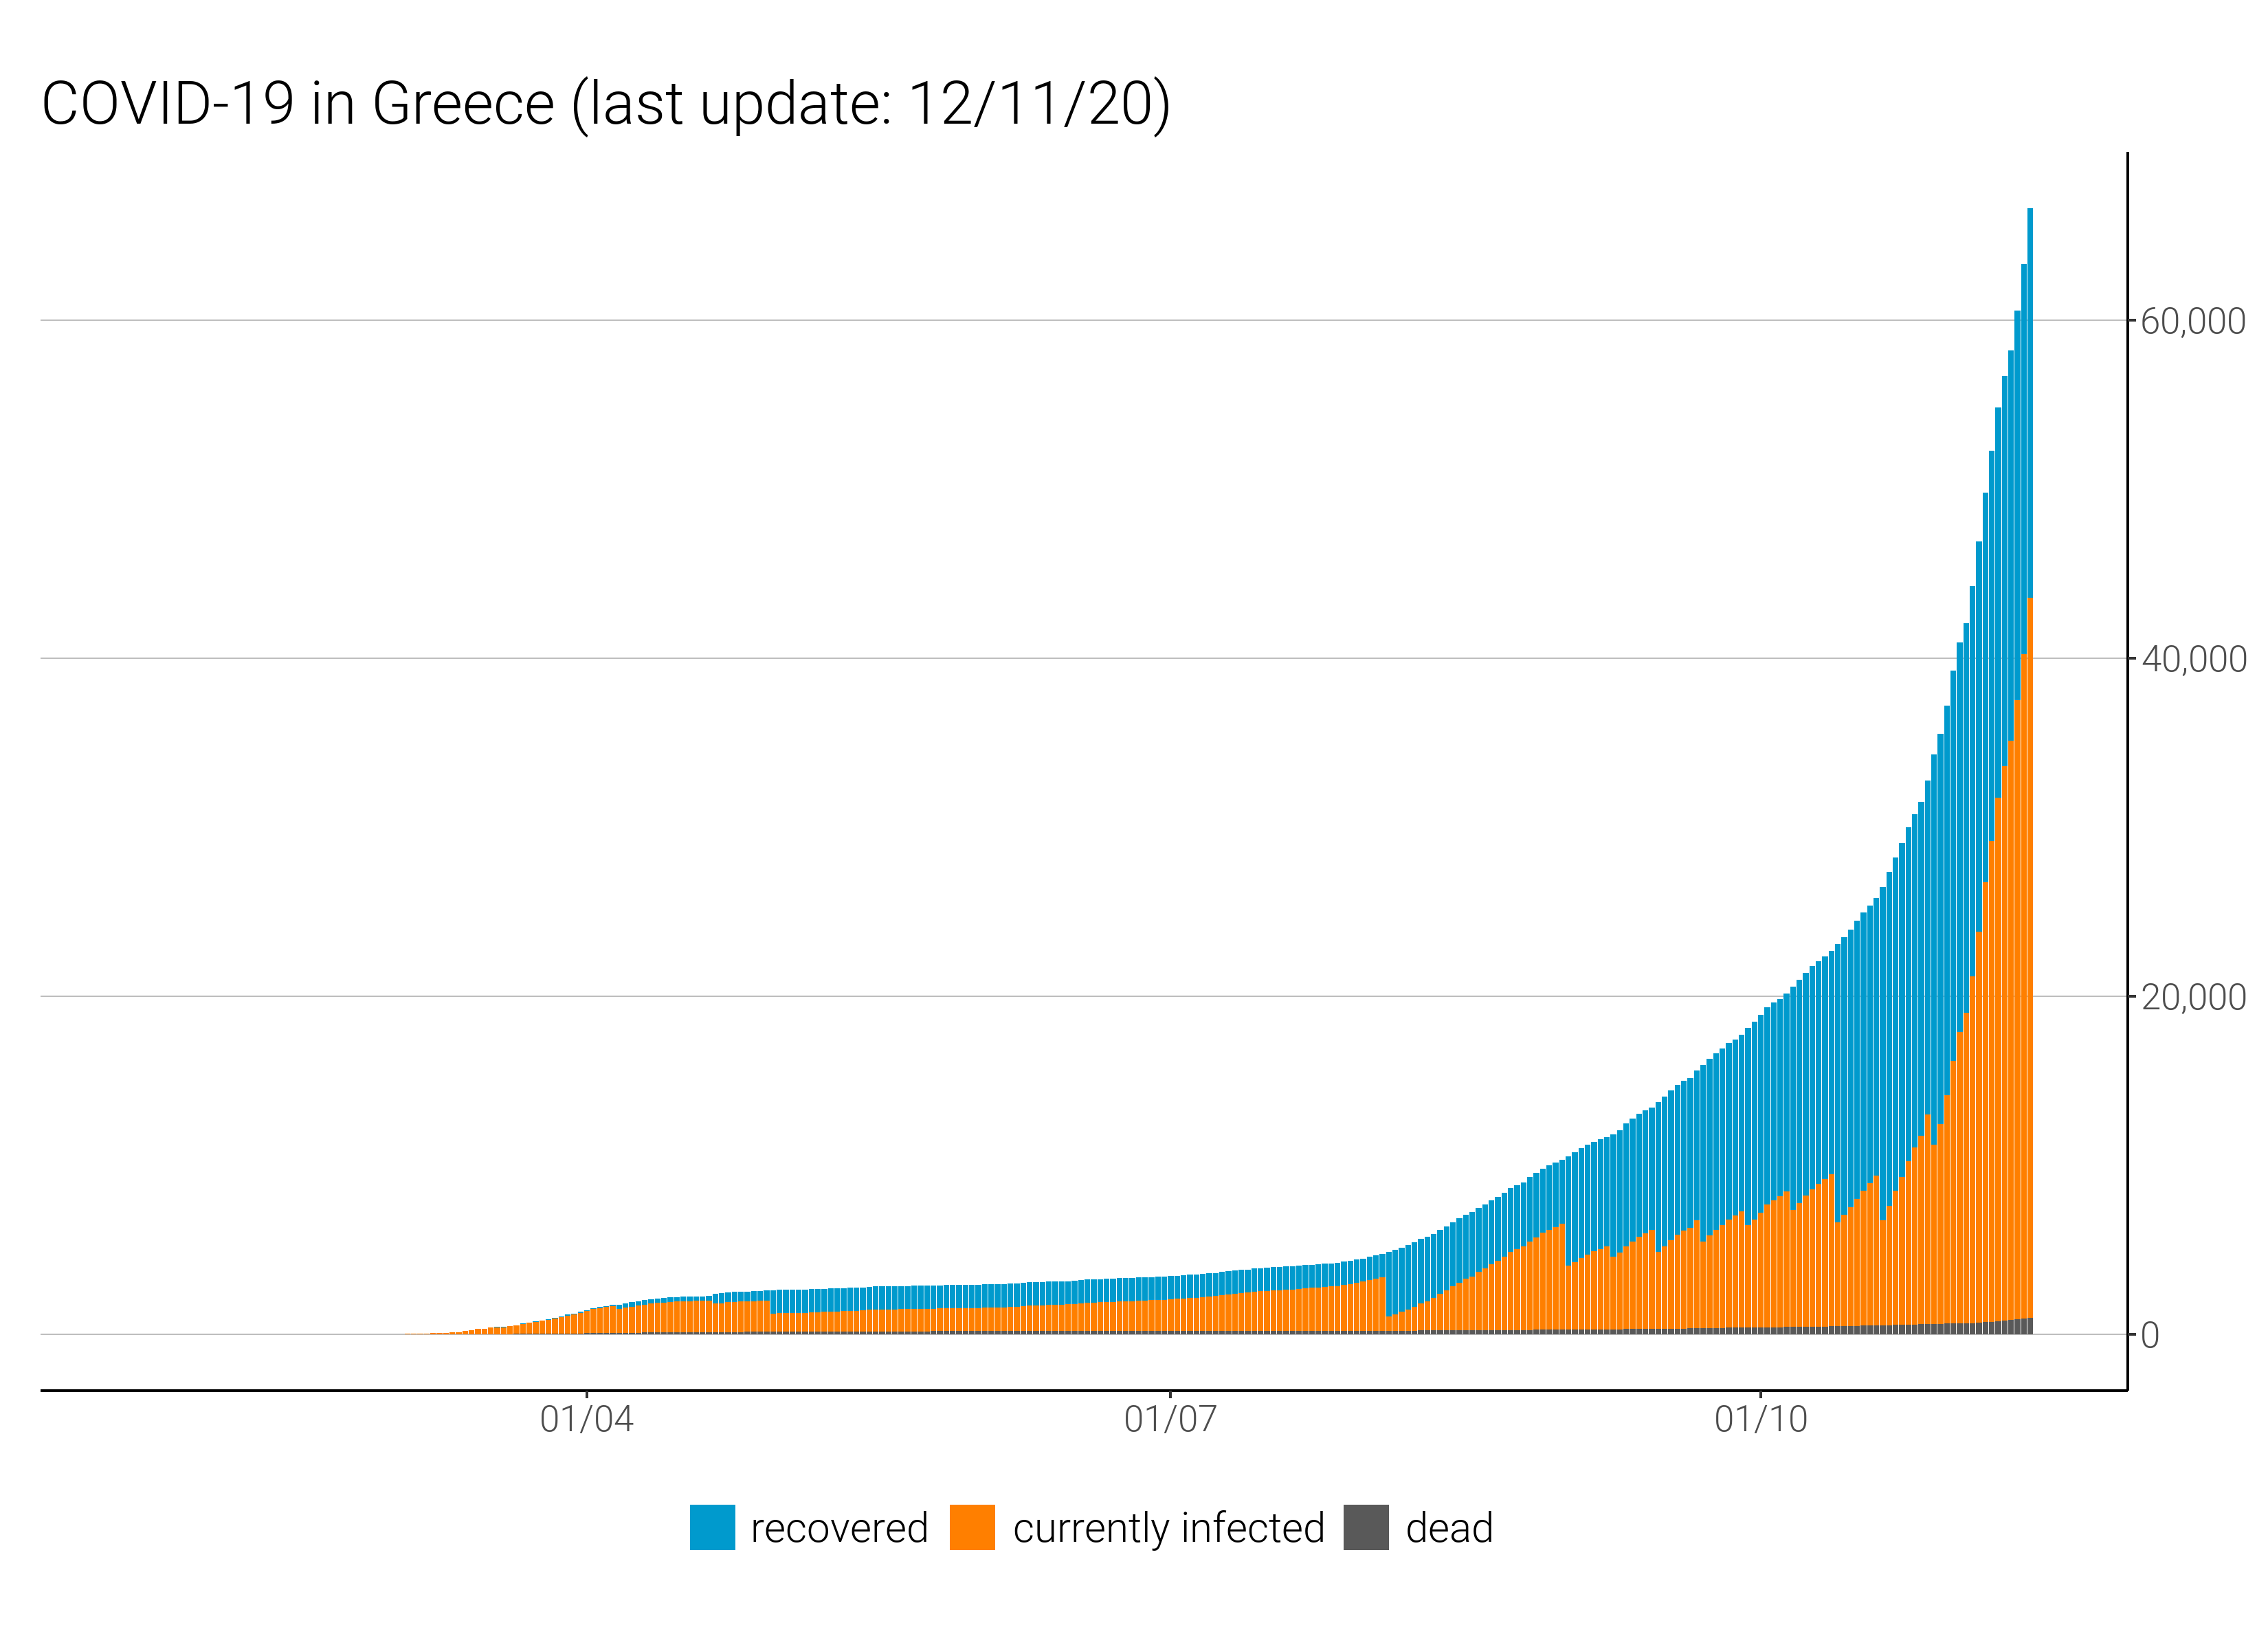 COVID-19 in Greece (last update: 12/11/20)
60,000
40,000
20,000
0
01/04 01/07 01/10
recovered currently infected dead